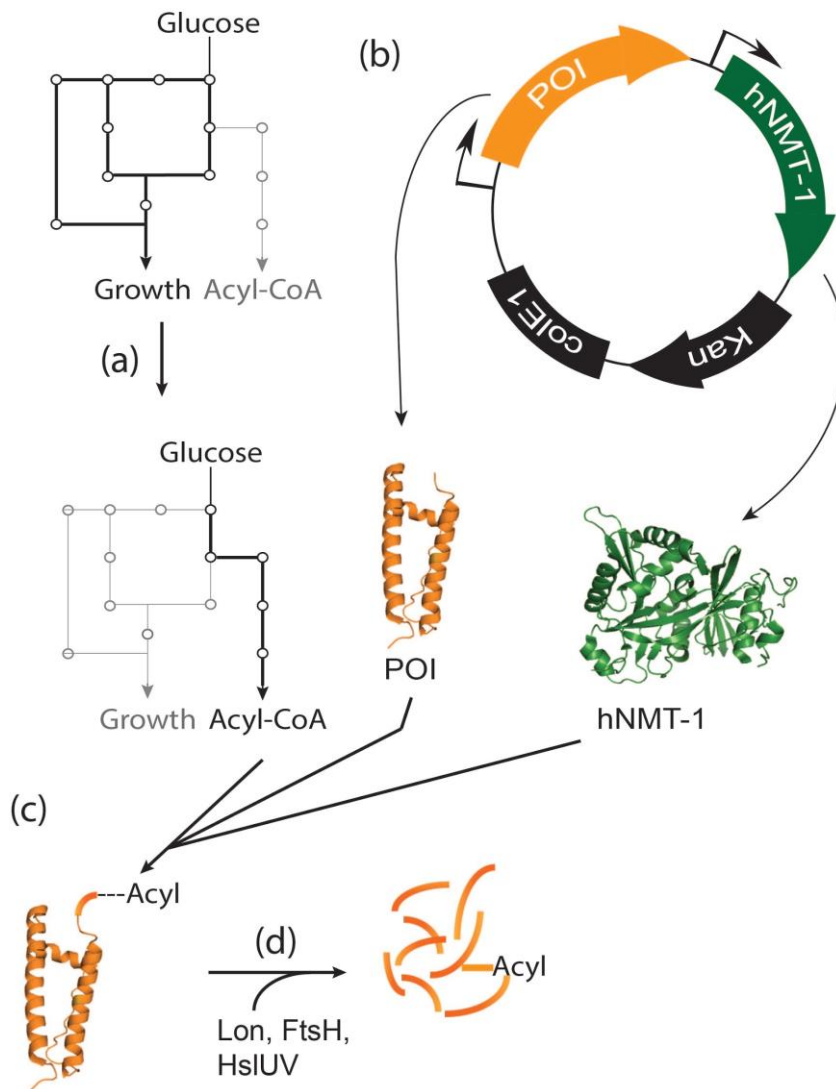 Glucose
Growth Acyl-CoA
(a)
Glucose
Growth Acyl-CoA
(b)
POI
hNMT-1
Kan
colE1
POI
hNMT-1
(c)
---Acyl
(d)
Lon, FtsH,
HslUV
Acyl